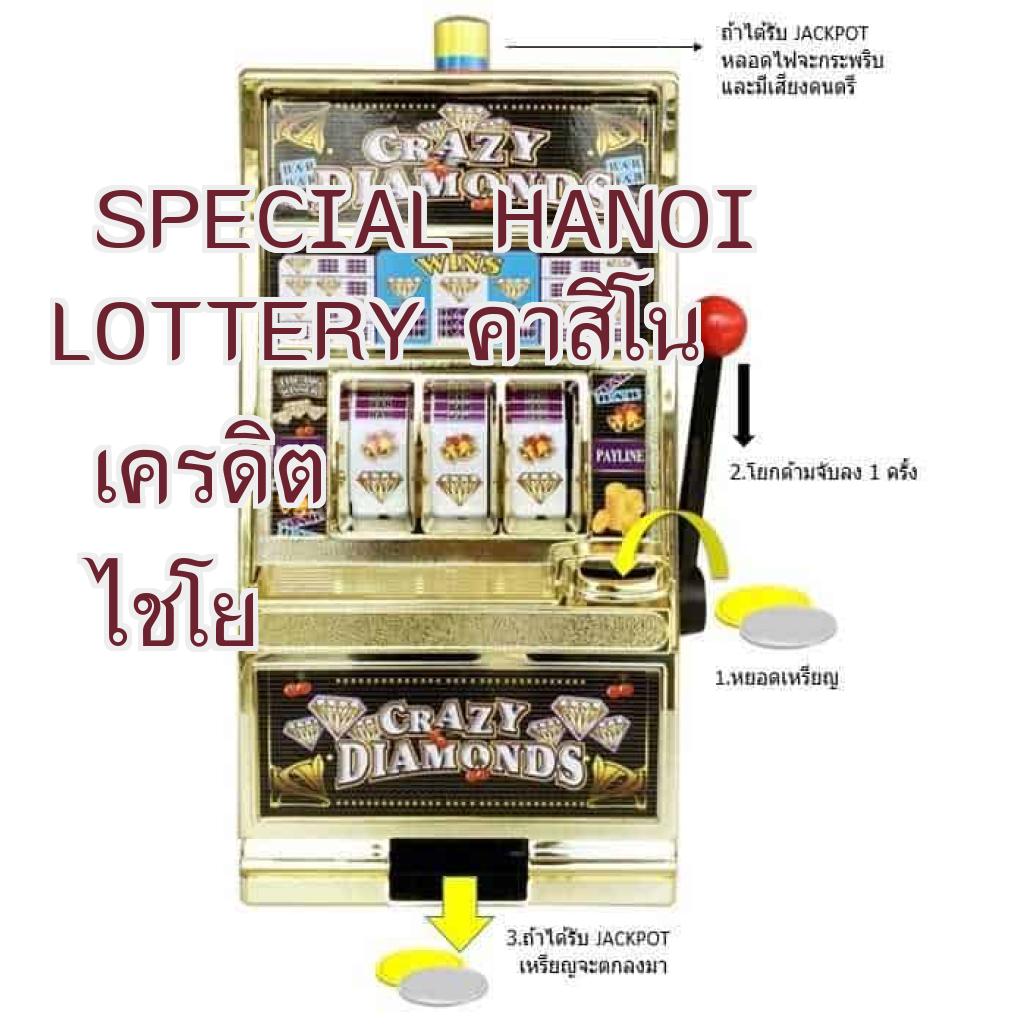 ถ้าได้รับ JACKPOT
หลอดไฟจะกระพริบ
และมีเสียงดนตรี
CRAZY
DIAMONDS
SPECIAL HANOI
WINS
LOTTERY คาสิโน
PAYLINE
เครดิต
2.โยกด้ามจับลง 1 ครั้ง
ไชโย
1.หยอดเหรียญ
CRAZY
DIAMONDS
3.ถ้าได้รับ JACKPOT
เหรียญจะตกลงมา